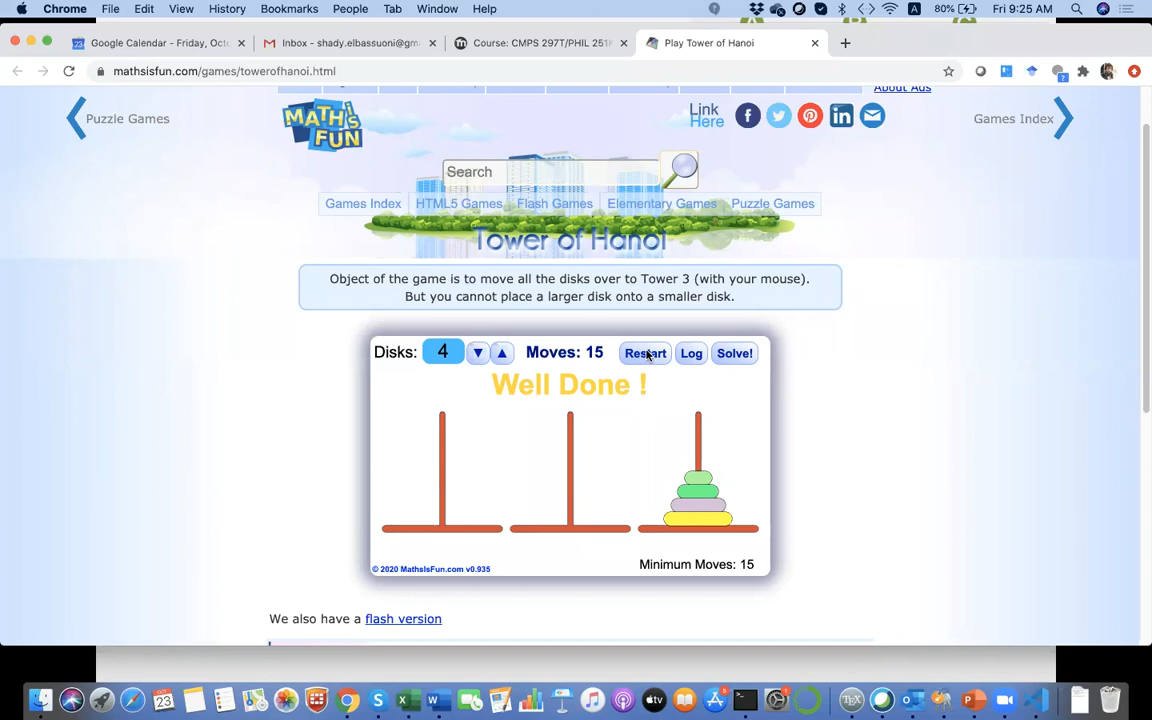 Chrome File Edit View History Bookmarks People Tab Window Help 80% Fri 9:25 AM
Google Calendar - Friday, Oct Inbox - shady.elbassuoni@gm Course: CMPS 297T/PHIL 251 Play Tower of Hanoi
mathsisfun.com/games/towerofhanoi.html
About Ads
Puzzle Games
MATHS FUN
Link
Here
Games Index
Search
Games Index HTML5 Games Flash Games Elementary Games Puzzle Games
Tower of Hanoi
Object of the game is to move all the disks over to Tower 3 (with your mouse).
But you cannot place a larger disk onto a smaller disk.
Disks: 4 ▼ ▲ Moves: 15 Restart Log Solve!
Well Done !
Minimum Moves: 15
© 2020 MathsIsFun.com v0.935
We also have a flash version